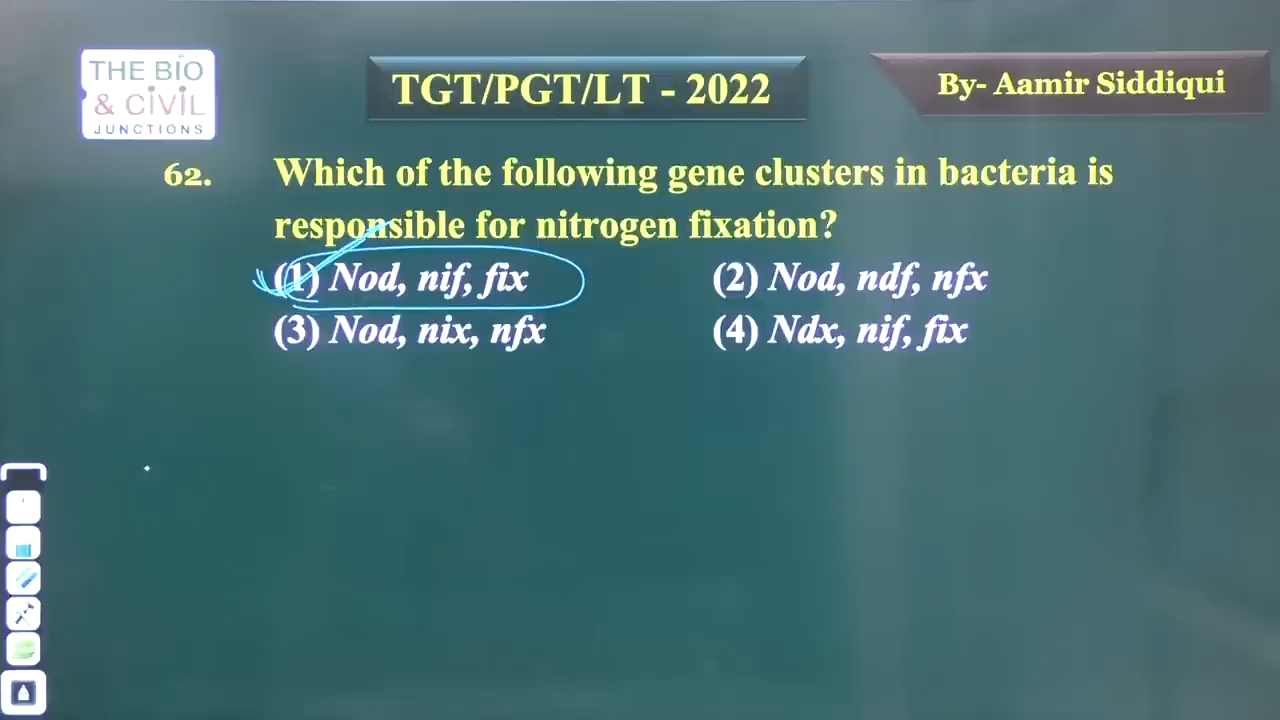 THE BIO
& CIVIL
JUNCTIONS
TGT/PGT/LT - 2022
By- Aamir Siddiqui
62. Which of the following gene clusters in bacteria is
responsible for nitrogen fixation?
(1) Nod, nif, fix (2) Nod, ndf, nfx
(3) Nod, nix, nfx (4) Ndx, nif, fix